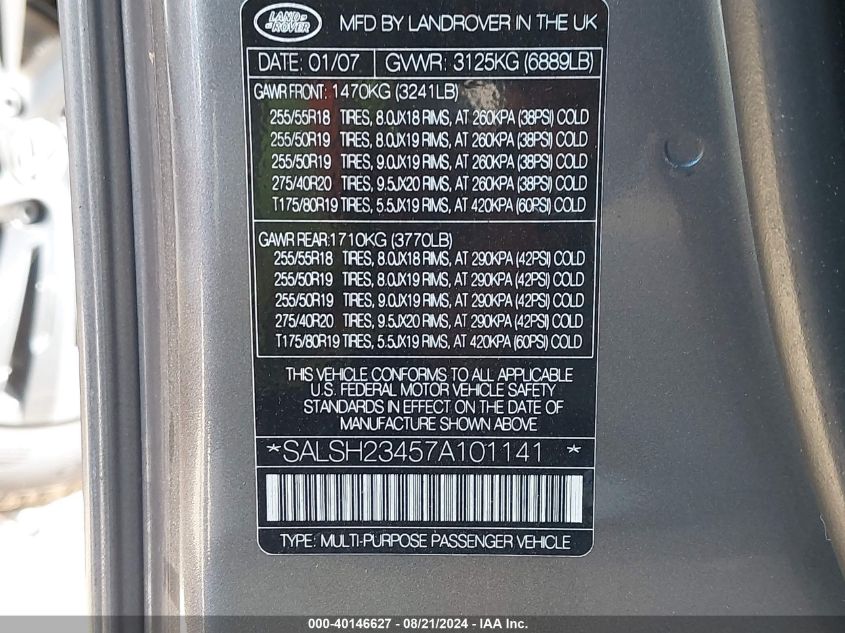 LAND ROVER
MFD BY LANDROVER IN THE UK
DATE: 01/07 GVWR: 3125KG (6889LB)
GAWR FRONT: 1470KG (3241LB)
255/55R18 TIRES, 8.0JX18 RIMS, AT 260KPA (38PSI) COLD
255/50R19 TIRES, 8.0JX19 RIMS, AT 260KPA (38PSI) COLD
255/50R19 TIRES, 9.0JX19 RIMS, AT 260KPA (38PSI) COLD
275/40R20 TIRES, 9.5JX20 RIMS, AT 260KPA (38PSI) COLD
T175/80R19 TIRES, 5.5JX19 RIMS, AT 420KPA (60PSI) COLD
GAWR REAR:1710KG (3770LB)
255/55R18 TIRES, 8.0JX18 RIMS, AT 290KPA (42PSI) COLD
255/50R19 TIRES, 8.0JX19 RIMS, AT 290KPA (42PSI) COLD
255/50R19 TIRES, 9.0JX19 RIMS, AT 290KPA (42PSI) COLD
275/40R20 TIRES, 9.5JX20 RIMS, AT 290KPA (42PSI) COLD
T175/80R19 TIRES, 5.5JX19 RIMS, AT 420KPA (60PSI) COLD
THIS VEHICLE CONFORMS TO ALL APPLICABLE
U.S. FEDERAL MOTOR VEHICLE SAFETY
STANDARDS IN EFFECT ON THE DATE OF
MANUFACTURE SHOWN ABOVE
*SALSH23457A101141 *
TYPE: MULTI-PURPOSE PASSENGER VEHICLE
000-40146627 - 08/21/2024 - IAA Inc.